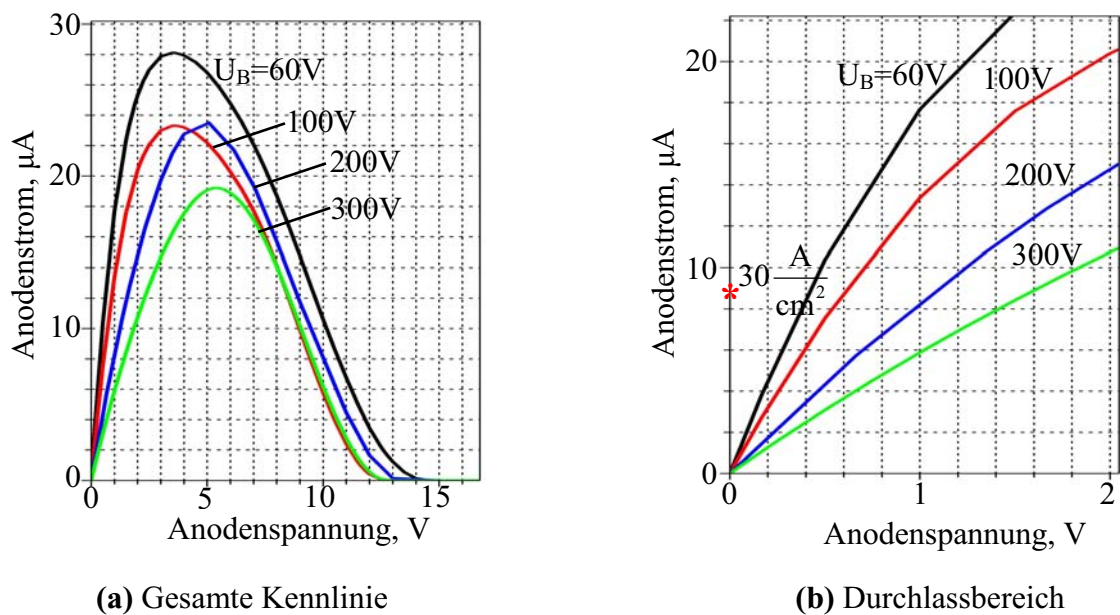 30
20
10
0
Anodenstrom, µA
U_B=60V
100V
200V
300V
0 5 10 15
Anodenspannung, V
(a) Gesamte Kennlinie
20
10
0
Anodenstrom, µA
U_B=60V
100V
200V
300V
* 30 A/cm²
0 1 2
Anodenspannung, V
(b) Durchlassbereich